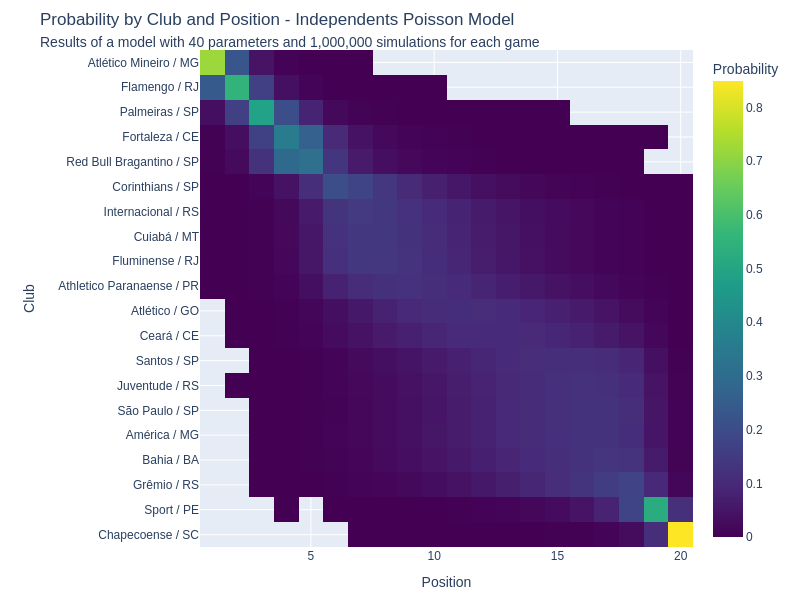 Probability by Club and Position - Independents Poisson Model
Results of a model with 40 parameters and 1,000,000 simulations for each game
Probability
Club
Atlético Mineiro / MG
Flamengo / RJ
Palmeiras / SP
Fortaleza / CE
Red Bull Bragantino / SP
Corinthians / SP
Internacional / RS
Cuiabá / MT
Fluminense / RJ
Athletico Paranaense / PR
Atlético / GO
Ceará / CE
Santos / SP
Juventude / RS
São Paulo / SP
América / MG
Bahia / BA
Grêmio / RS
Sport / PE
Chapecoense / SC
5
10
15
20
Position
0.8
0.7
0.6
0.5
0.4
0.3
0.2
0.1
0